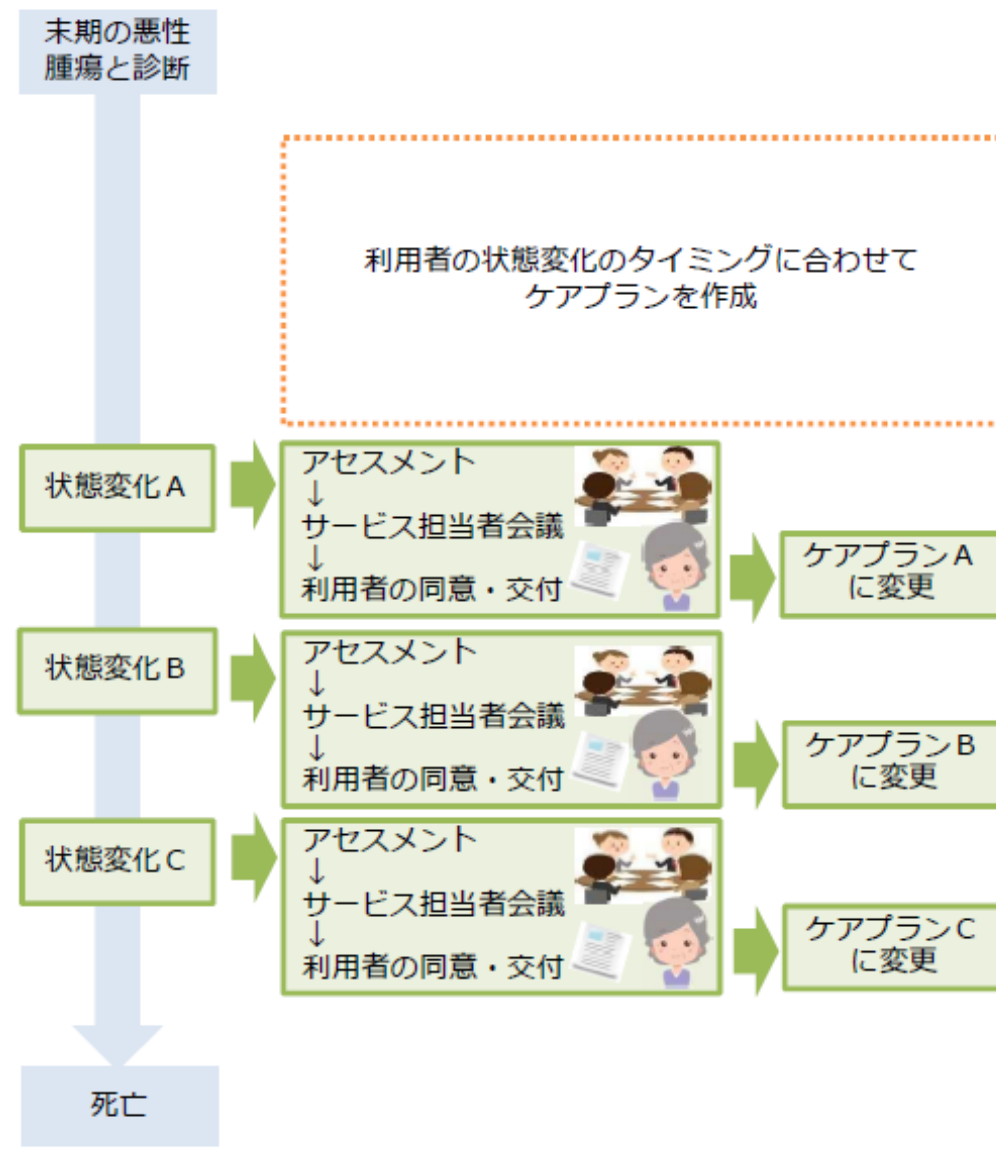 末期の悪性
腫瘍と診断
利用者の状態変化のタイミングに合わせて
ケアプランを作成
状態変化A
アセスメント
↓
サービス担当者会議
↓
利用者の同意・交付
ケアプランA
に変更
状態変化B
アセスメント
↓
サービス担当者会議
↓
利用者の同意・交付
ケアプランB
に変更
状態変化C
アセスメント
↓
サービス担当者会議
↓
利用者の同意・交付
ケアプランC
に変更
死亡